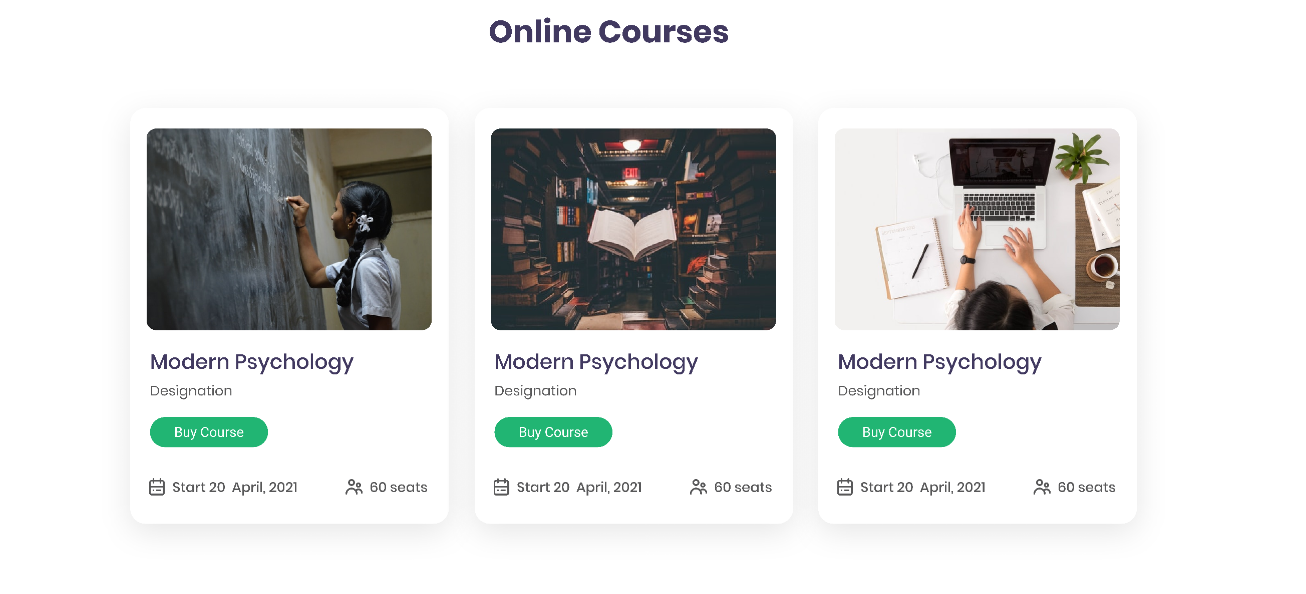 Online Courses
EXIT
Modern Psychology
Designation
Buy Course
Start 20 April, 2021
60 seats
Modern Psychology
Designation
Buy Course
Start 20 April, 2021
60 seats
Modern Psychology
Designation
Buy Course
Start 20 April, 2021
60 seats